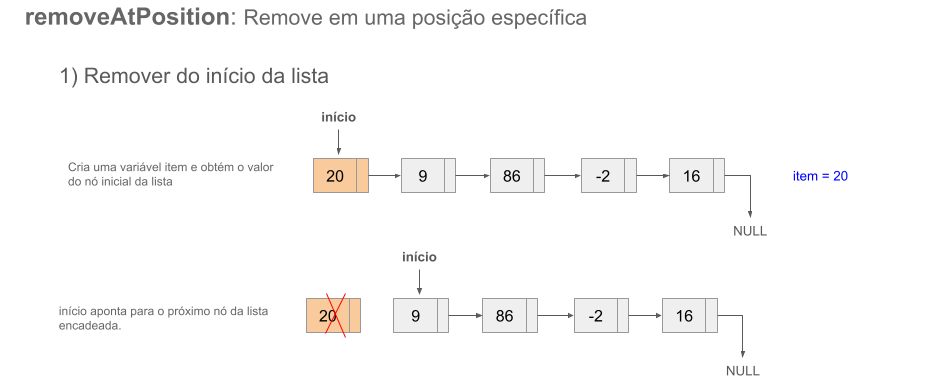 removeAtPosition: Remove em uma posição específica
1) Remover do início da lista
início
Cria uma variável item e obtém o valor
do nó inicial da lista
20 9 86 -2 16
item = 20
NULL
início
início aponta para o próximo nó da lista
encadeada.
20 9 86 -2 16
NULL